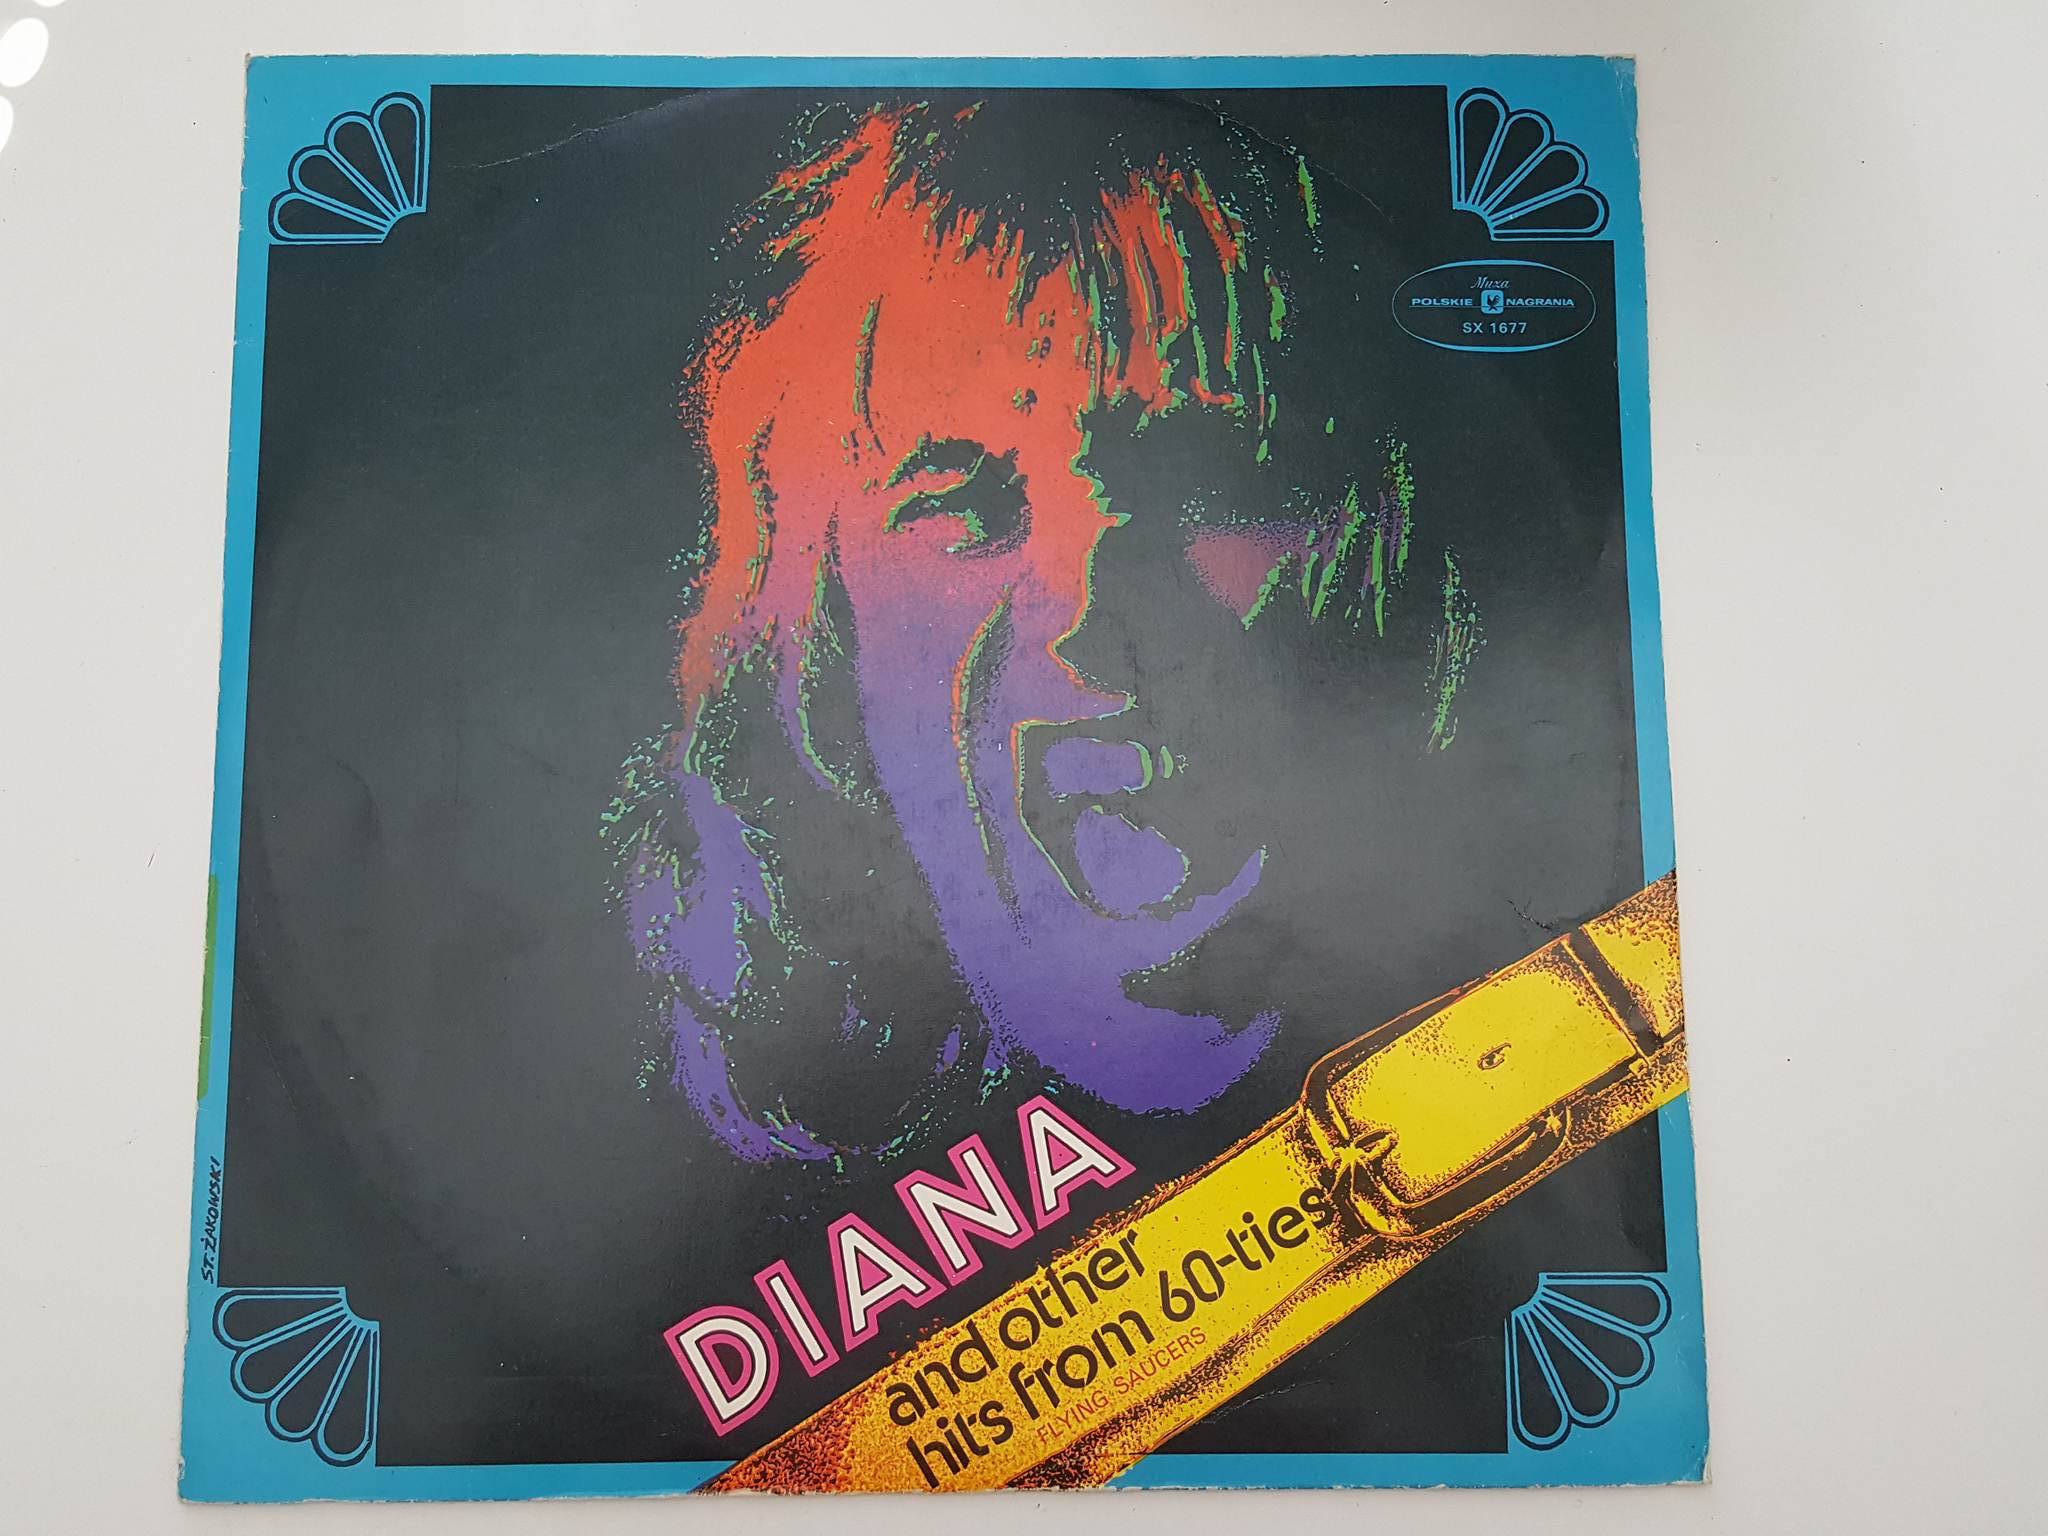 Muza
POLSKIE NAGRANIA
SX 1677
ST. ŻAKOWSKI
DIANA
and other
hits from 60-ties
FLYING SAUCERS